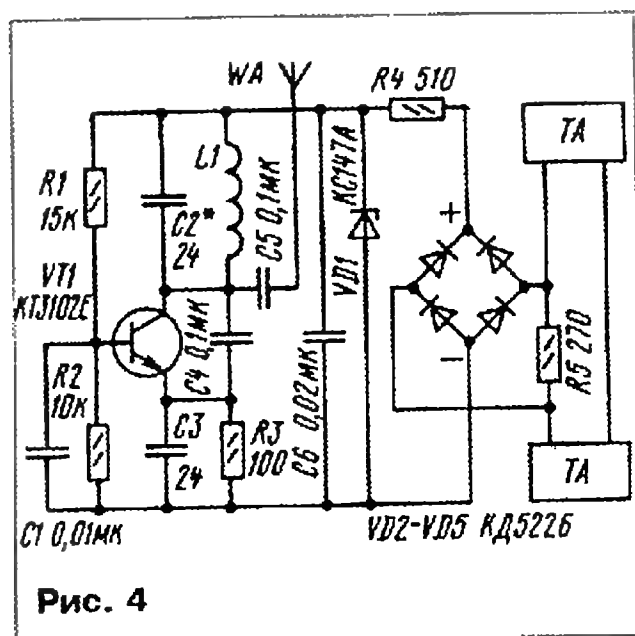 WA
R4 510
TA
R1
15к
L1
C2*
24
C5 0,1мк
КС147А
VD1
+
VT1
КТ3102Е
C4 0,1мк
−
R5 270
R2
10к
C3
24
R3
100
C6 0,02мк
TA
C1 0,01мк
VD2-VD5 КД522Б
Рис. 4